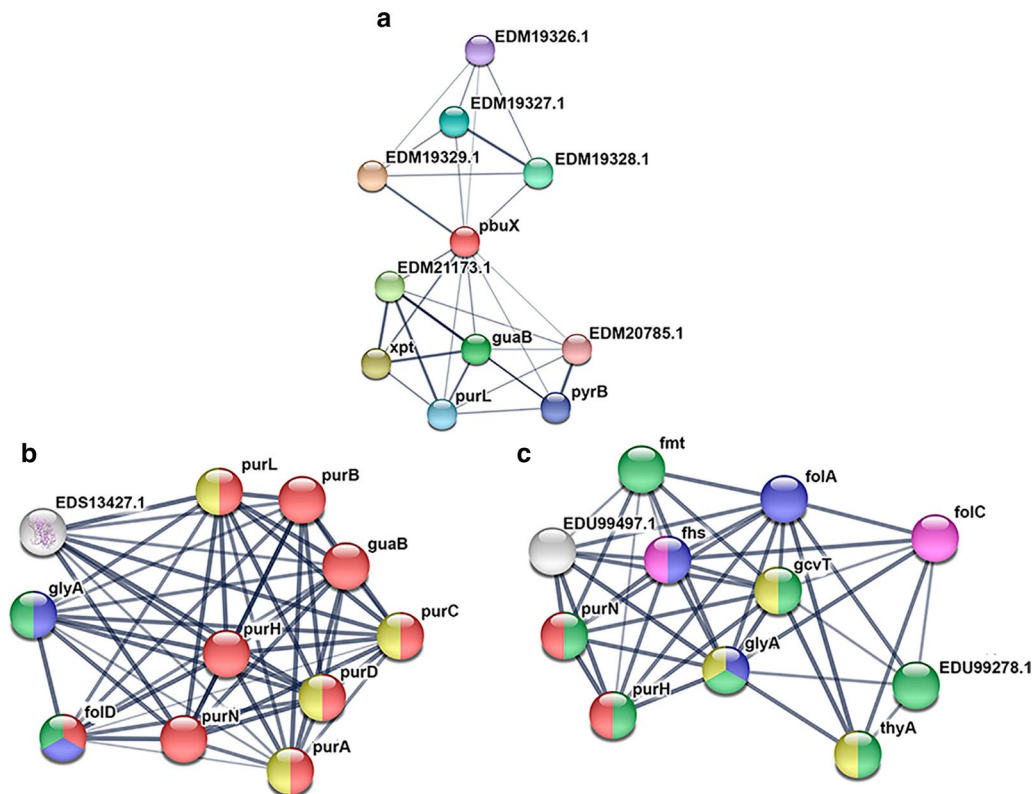 a
EDM19326.1
EDM19327.1
EDM19329.1
EDM19328.1
pbuX
EDM21173.1
guaB
EDM20785.1
xpt
purL
pyrB
b
purL
purB
EDS13427.1
guaB
glyA
purC
purH
purD
folD
purN
purA
c
fmt
folA
folC
EDU99497.1
fhs
gcvT
purN
glyA
EDU99278.1
purH
thyA